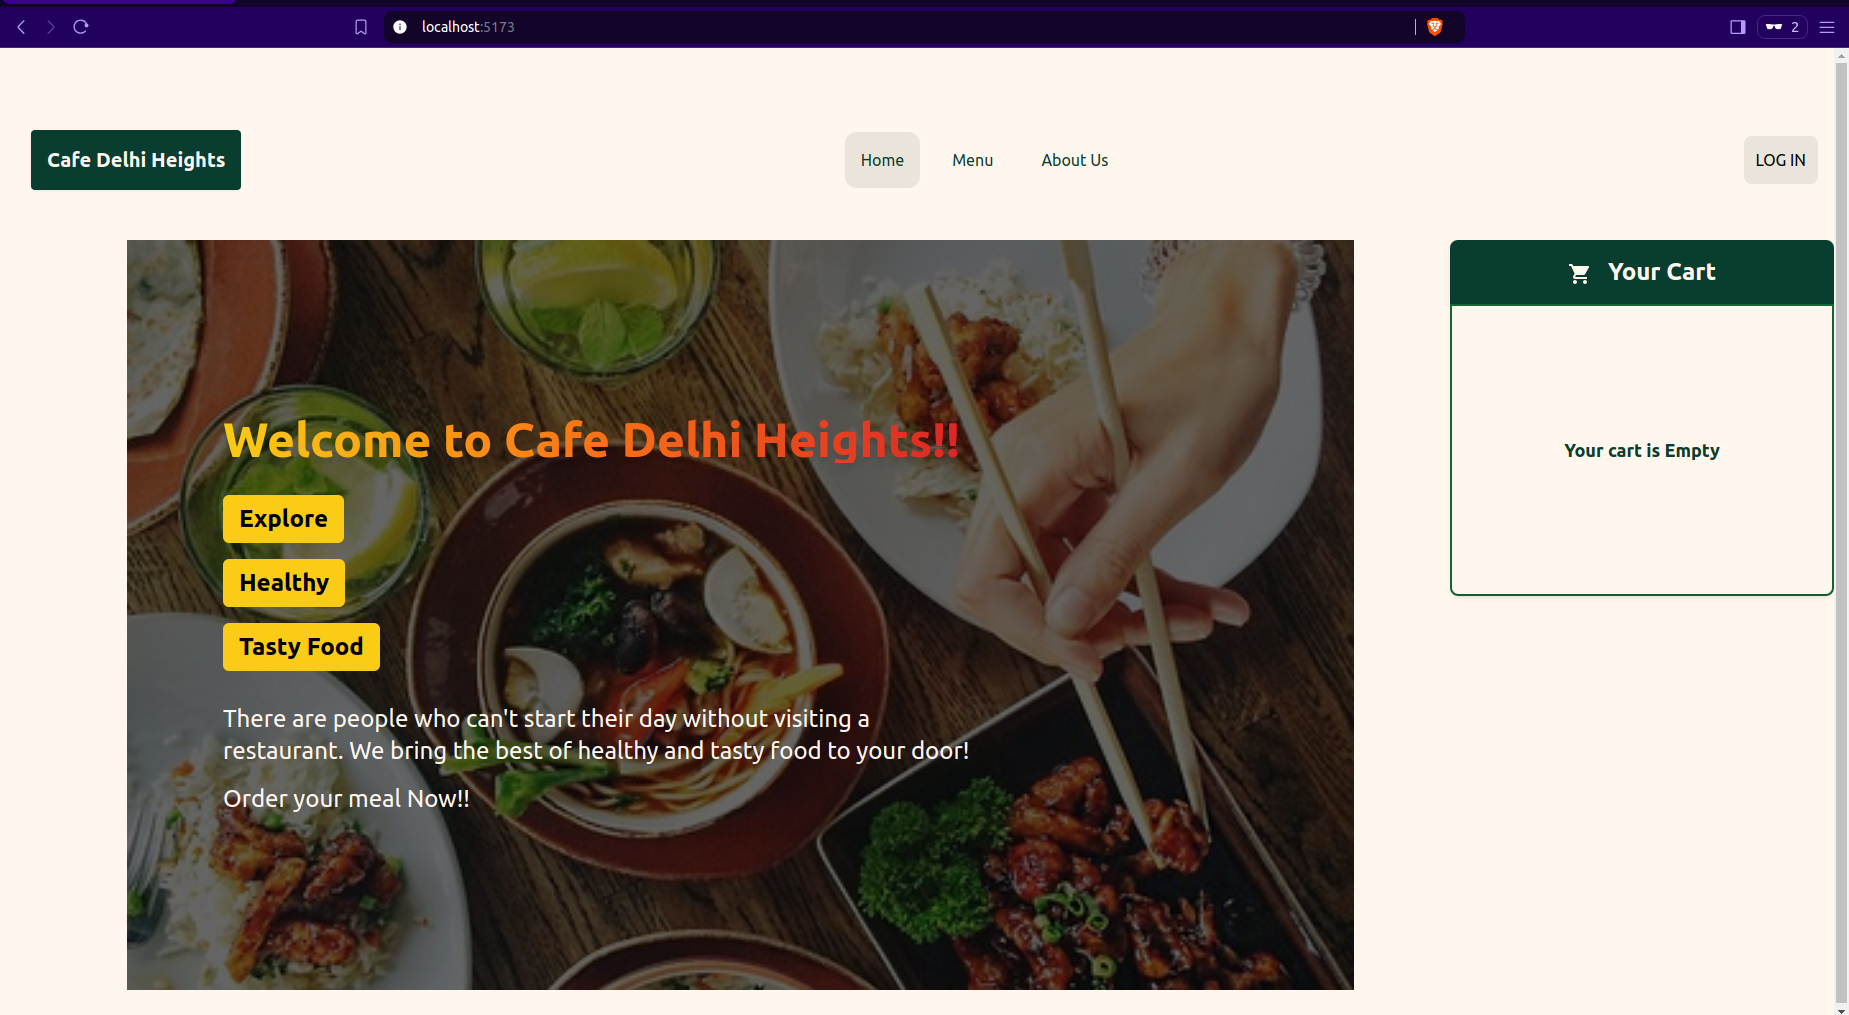 localhost:5173
2
Cafe Delhi Heights
Home
Menu
About Us
LOG IN
Your Cart
Your cart is Empty
Welcome to Cafe Delhi Heights!!
Explore
Healthy
Tasty Food
There are people who can't start their day without visiting a
restaurant. We bring the best of healthy and tasty food to your door!
Order your meal Now!!